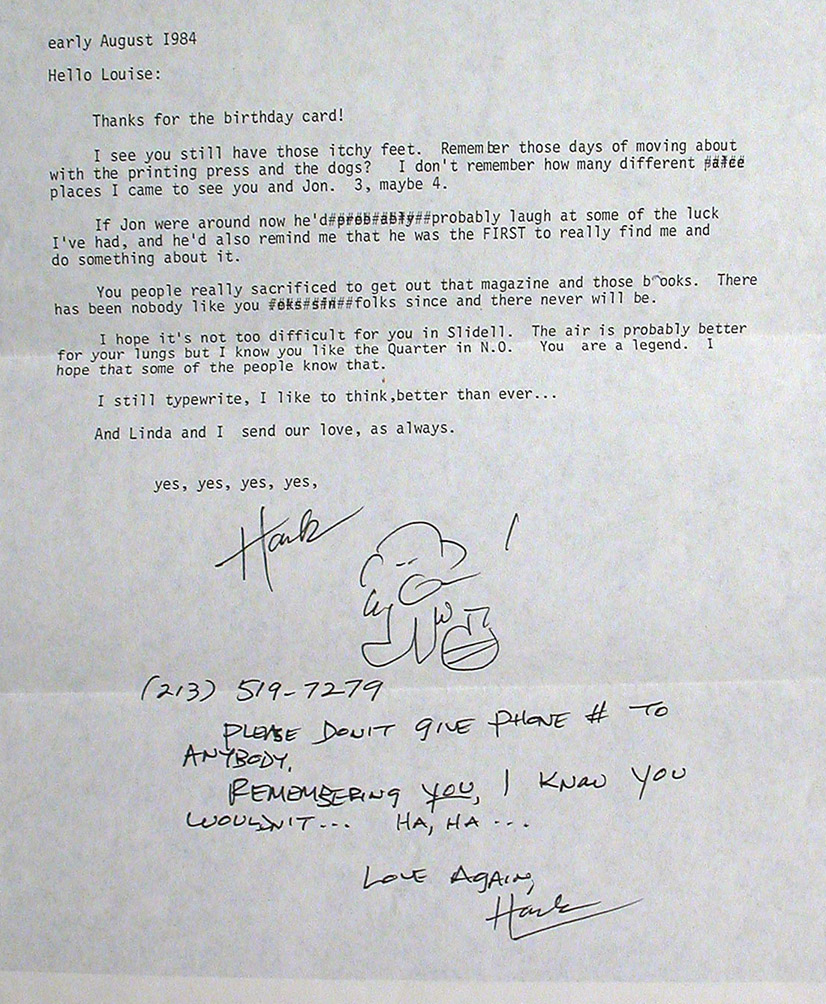 early August I984
Hello Louise:
Thanks for the birthday card!
I see you still have those itchy feet. Remember those days of moving about
with the printing press and the dogs? I don't remember how many different
places I came to see you and Jon. 3, maybe 4.
If Jon were around now he'd probably laugh at some of the luck
I've had, and he'd also remind me that he was the FIRST to really find me and
do something about it.
You people really sacrificed to get out that magazine and those books. There
has been nobody like you folks since and there never will be.
I hope it's not too difficult for you in Slidell. The air is probably better
for your lungs but I know you like the Quarter in N.O. You are a legend. I
hope that some of the people know that.
I still typewrite, I like to think,better than ever...
And Linda and I send our love, as always.
yes, yes, yes, yes,
Hank
!
(213) 519-7279
PLEASE DON'T GIVE PHONE # TO
ANYBODY.
REMEMBERING YOU, I KNOW YOU
WOULDN'T... HA, HA...
LOVE AGAIN,
Hank